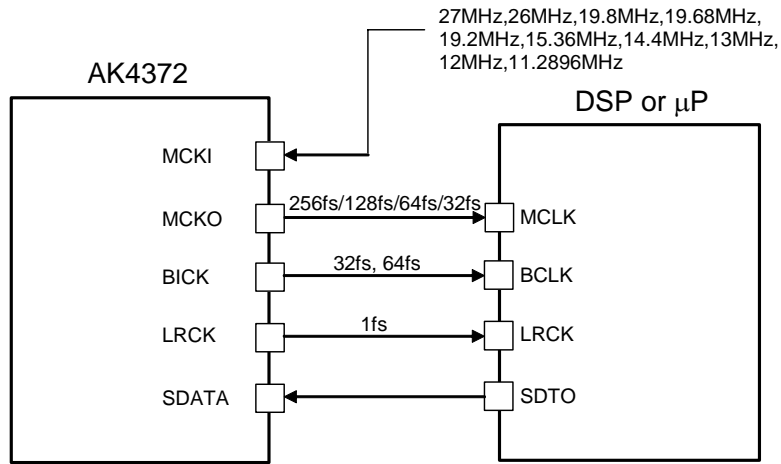 27MHz,26MHz,19.8MHz,19.68MHz,
19.2MHz,15.36MHz,14.4MHz,13MHz,
12MHz,11.2896MHz
AK4372
DSP or μP
MCKI
MCKO
256fs/128fs/64fs/32fs
MCLK
BICK
32fs, 64fs
BCLK
LRCK
1fs
LRCK
SDATA
SDTO